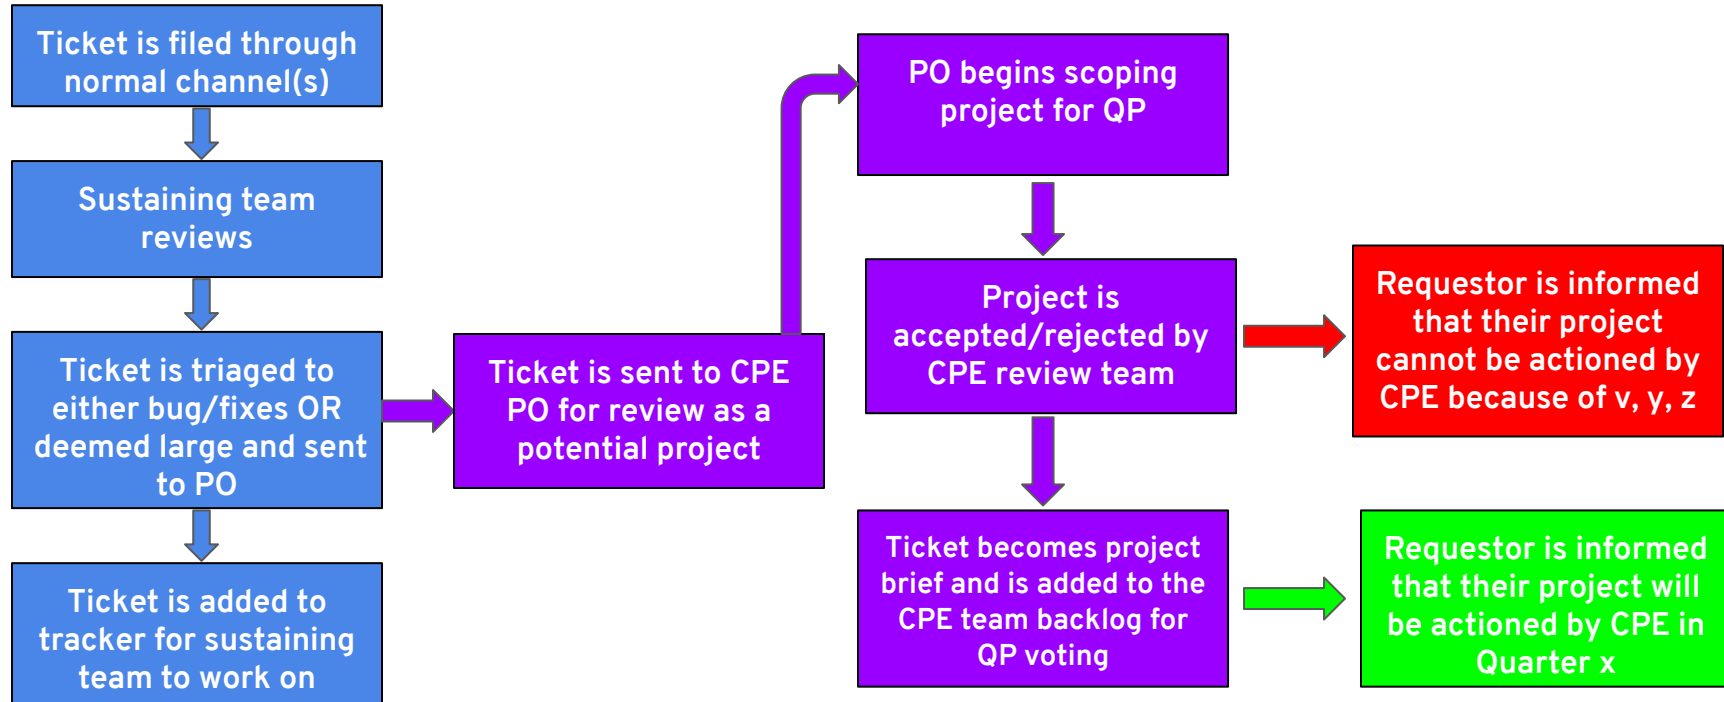 Ticket is filed through
normal channel(s)
Sustaining team
reviews
Ticket is triaged to
either bug/fixes OR
deemed large and sent
to PO
Ticket is added to
tracker for sustaining
team to work on
Ticket is sent to CPE
PO for review as a
potential project
PO begins scoping
project for QP
Project is
accepted/rejected by
CPE review team
Ticket becomes project
brief and is added to the
CPE team backlog for
QP voting
Requestor is informed
that their project
cannot be actioned by
CPE because of v, y, z
Requestor is informed
that their project will
be actioned by CPE in
Quarter x